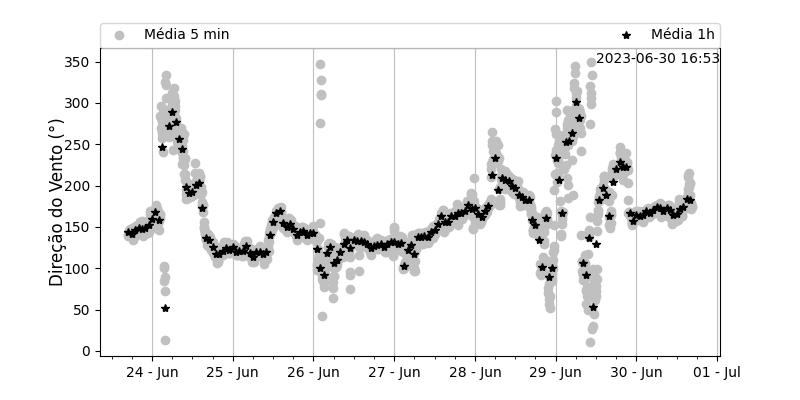 Média 5 min
Média 1h
2023-06-30 16:53
Direção do Vento (°)
350
300
250
200
150
100
50
0
24 - Jun
25 - Jun
26 - Jun
27 - Jun
28 - Jun
29 - Jun
30 - Jun
01 - Jul